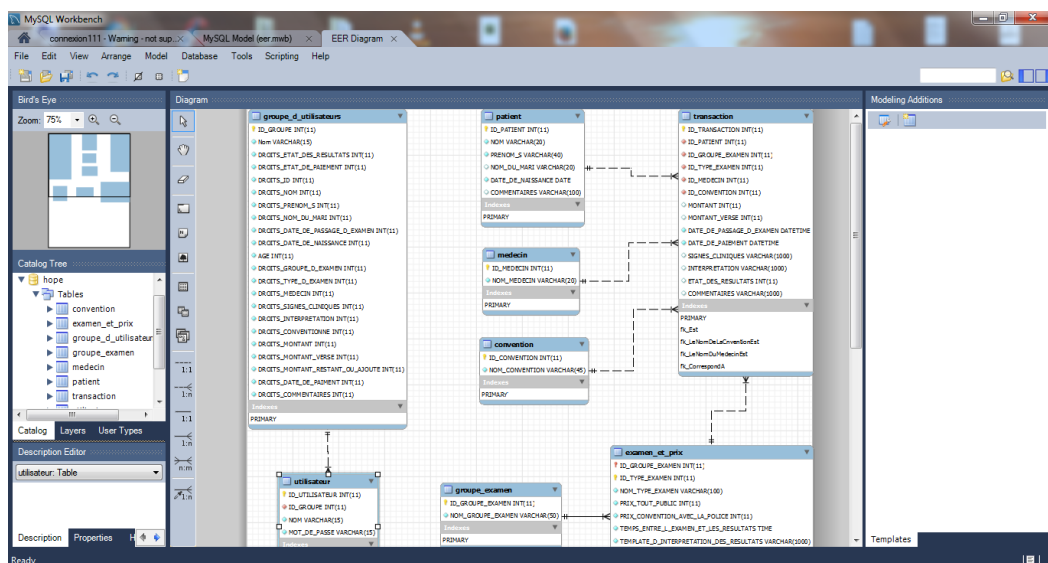 MySQL Workbench
connexion111 - Warning - not sup... × MySQL Model (eer.mwb) × EER Diagram ×
File Edit View Arrange Model Database Tools Scripting Help
Bird's Eye
Zoom: 75%
Catalog Tree
hope
Tables
convention
examen_et_prix
groupe_d_utilisateur
groupe_examen
medecin
patient
transaction
Catalog Layers User Types
Description Editor
utilisateur: Table
Description Properties H
Ready
Diagram
1:1
1:n
1:1
1:n
n:m
1:n
groupe_d_utilisateurs
ID_GROUPE INT(11)
Nom VARCHAR(15)
DROITS_ETAT_DES_RESULTATS INT(11)
DROITS_ETAT_DE_PAIEMENT INT(11)
DROITS_ID INT(11)
DROITS_NOM INT(11)
DROITS_PRENOM_S INT(11)
DROITS_NOM_DU_MARI INT(11)
DROITS_DATE_DE_PASSAGE_D_EXAMEN INT(11)
DROITS_DATE_DE_NAISSANCE INT(11)
AGE INT(11)
DROITS_GROUPE_D_EXAMEN INT(11)
DROITS_TYPE_D_EXAMEN INT(11)
DROITS_MEDECIN INT(11)
DROITS_SIGNES_CLINIQUES INT(11)
DROITS_INTERPRETATION INT(11)
DROITS_CONVENTIONNE INT(11)
DROITS_MONTANT INT(11)
DROITS_MONTANT_VERSE INT(11)
DROITS_MONTANT_RESTANT_OU_AJOUTE INT(11)
DROITS_DATE_DE_PAIMENT INT(11)
DROITS_COMMENTAIRES INT(11)
Indexes
PRIMARY
utilisateur
ID_UTILISATEUR INT(11)
ID_GROUPE INT(11)
NOM VARCHAR(15)
MOT_DE_PASSE VARCHAR(15)
Indexes
patient
ID_PATIENT INT(11)
NOM VARCHAR(20)
PRENOM_S VARCHAR(40)
NOM_DU_MARI VARCHAR(20)
DATE_DE_NAISSANCE DATE
COMMENTAIRES VARCHAR(100)
Indexes
PRIMARY
medecin
ID_MEDECIN INT(11)
NOM_MEDECIN VARCHAR(20)
Indexes
PRIMARY
convention
ID_CONVENTION INT(11)
NOM_CONVENTION VARCHAR(45)
Indexes
PRIMARY
groupe_examen
ID_GROUPE_EXAMEN INT(11)
NOM_GROUPE_EXAMEN VARCHAR(50)
Indexes
PRIMARY
transaction
ID_TRANSACTION INT(11)
ID_PATIENT INT(11)
ID_GROUPE_EXAMEN INT(11)
ID_TYPE_EXAMEN INT(11)
ID_MEDECIN INT(11)
ID_CONVENTION INT(11)
MONTANT INT(11)
MONTANT_VERSE INT(11)
DATE_DE_PASSAGE_D_EXAMEN DATETIME
DATE_DE_PAIEMENT DATETIME
SIGNES_CLINIQUES VARCHAR(1000)
INTERPRETATION VARCHAR(1000)
ETAT_DES_RESULTATS INT(11)
COMMENTAIRES VARCHAR(1000)
Indexes
PRIMARY
fk_Est
fk_LeNomDeLaCnventionEst
fk_LeNomDuMedecinEst
fk_CorrespondA
examen_et_prix
ID_GROUPE_EXAMEN INT(11)
ID_TYPE_EXAMEN INT(11)
NOM_TYPE_EXAMEN VARCHAR(100)
PRIX_TOUT_PUBLIC INT(11)
PRIX_CONVENTION_AVEC_LA_POLICE INT(11)
TEMPS_ENTRE_L_EXAMEN_ET_LES_RESULTATS TIME
TEMPLATE_D_INTERPRETATION_DES_RESULTATS VARCHAR(1000)
Modeling Additions
Templates